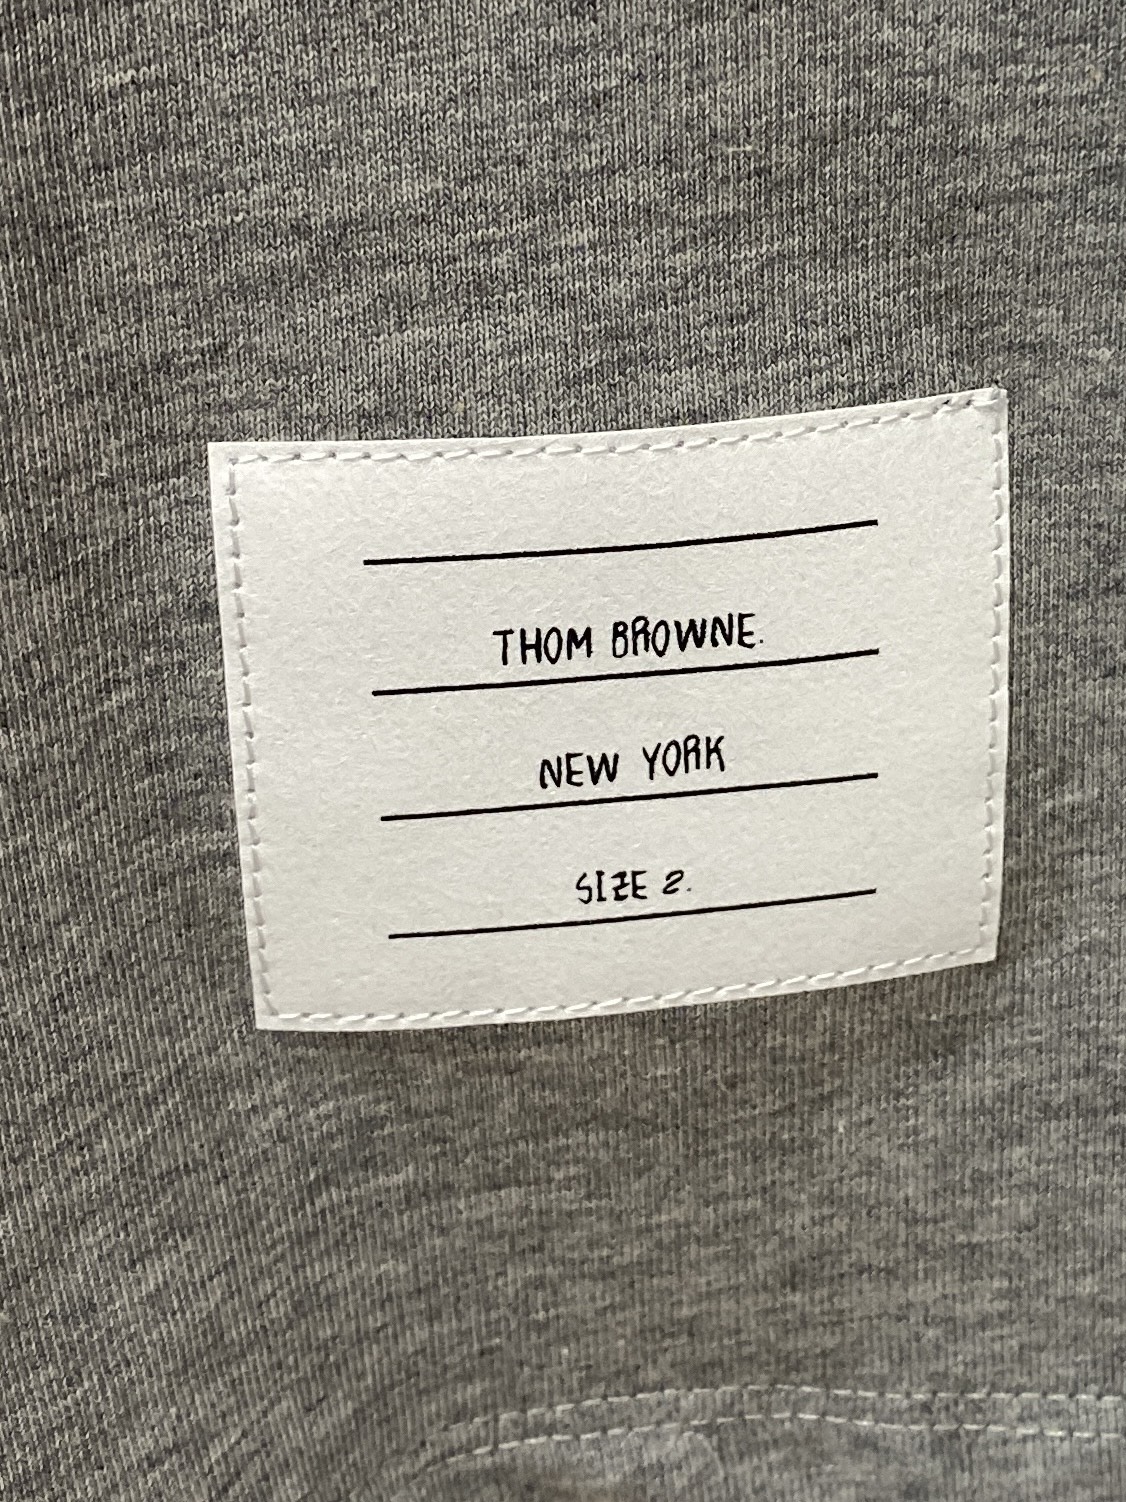 THOM BROWNE.
NEW YORK
SIZE 2.